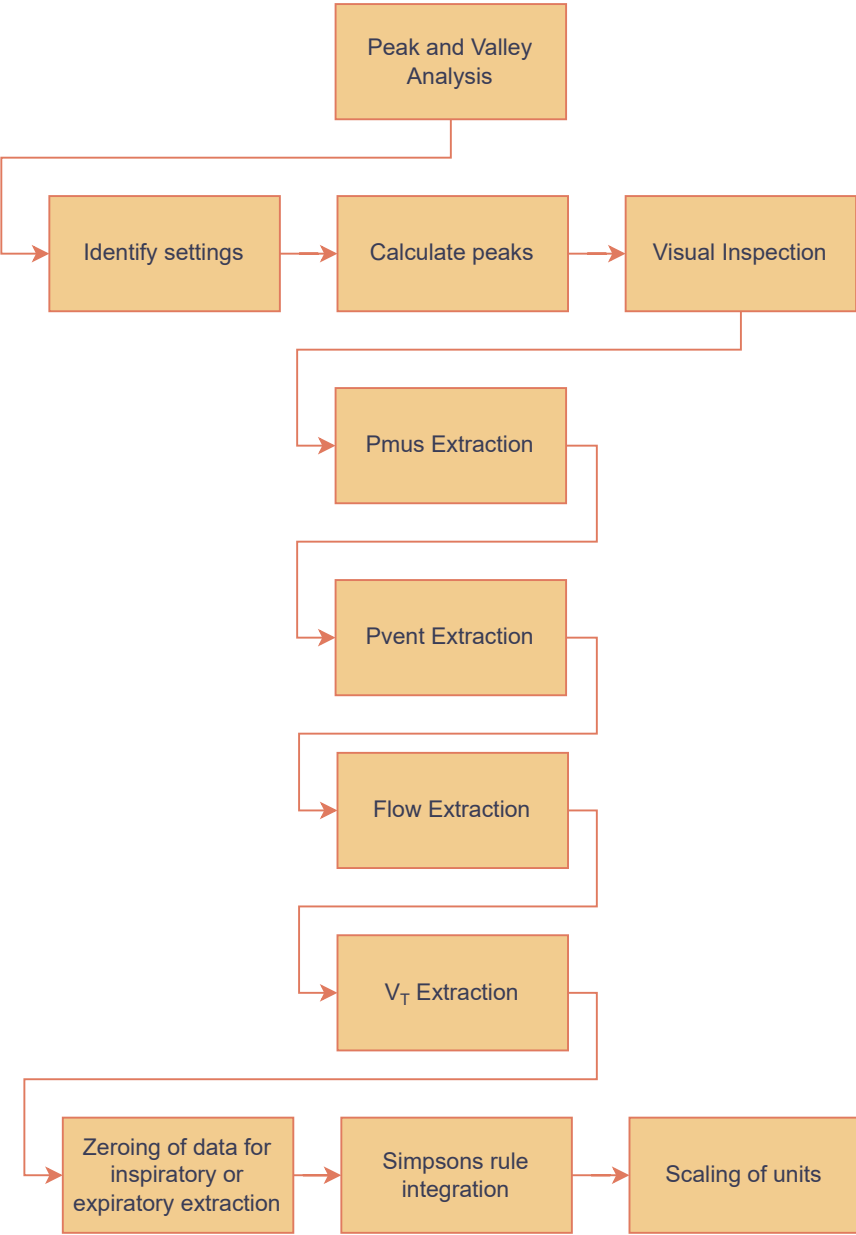 Peak and Valley
Analysis
Identify settings
Calculate peaks
Visual Inspection
Pmus Extraction
Pvent Extraction
Flow Extraction
V_T Extraction
Zeroing of data for
inspiratory or
expiratory extraction
Simpsons rule
integration
Scaling of units